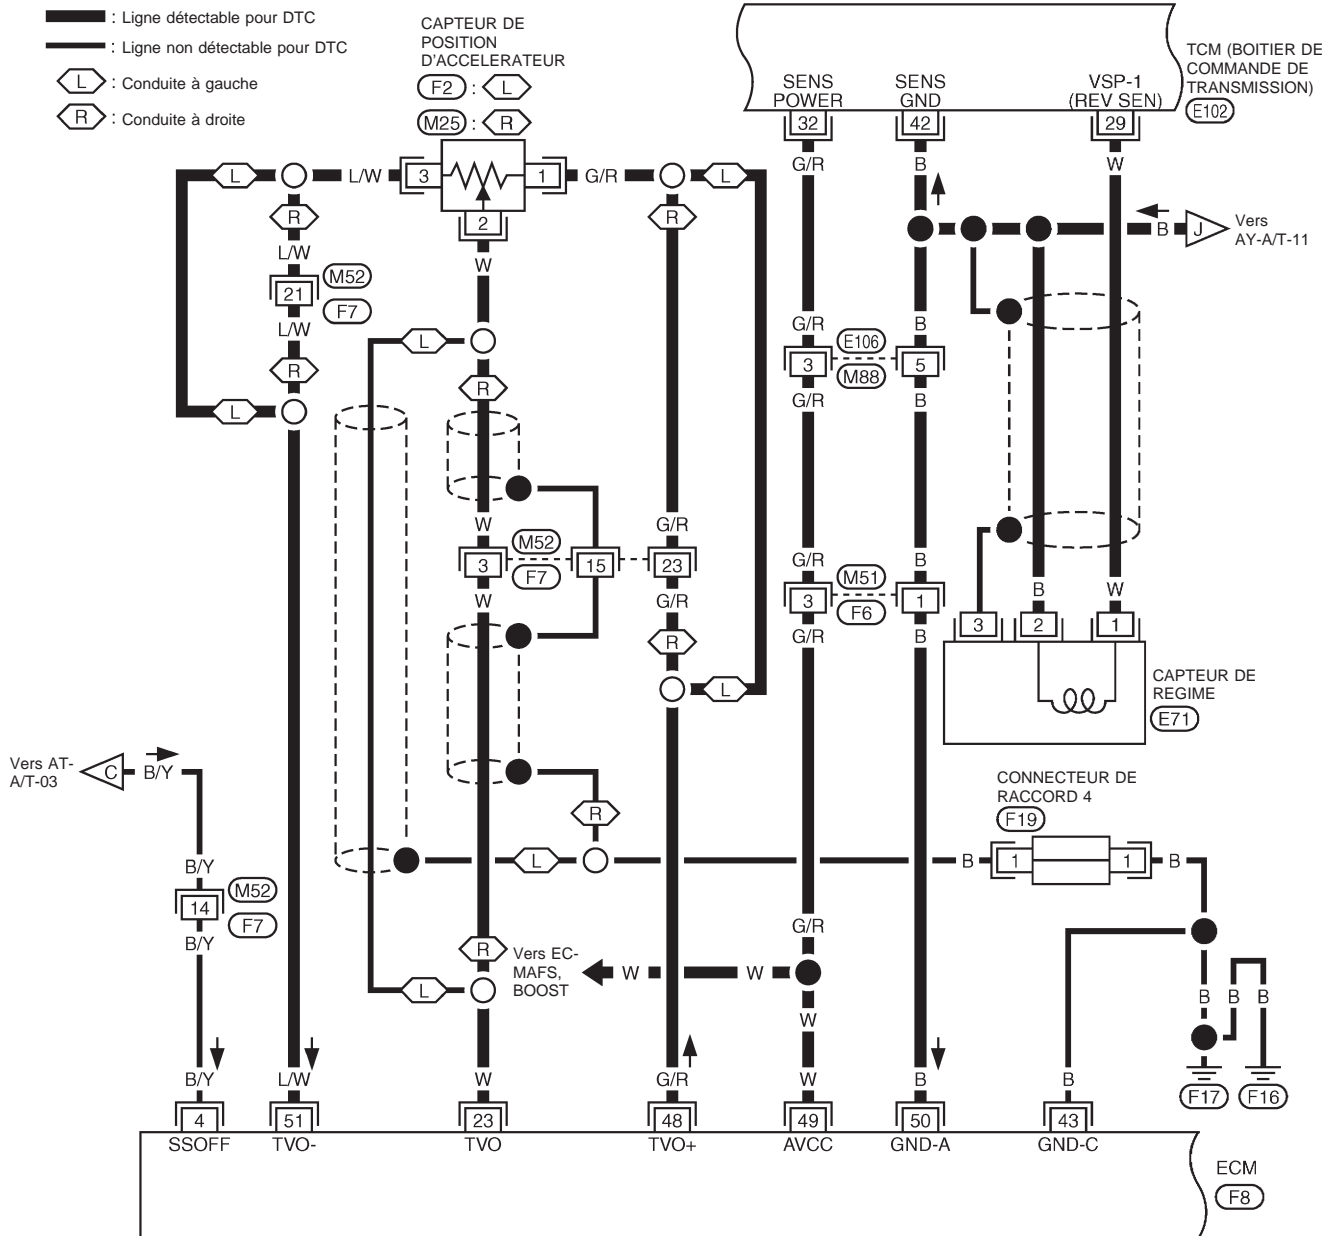 : Ligne détectable pour DTC
: Ligne non détectable pour DTC
L : Conduite à gauche
R : Conduite à droite
CAPTEUR DE
POSITION
D'ACCELERATEUR
F2 : L
M25 : R
TCM (BOITIER DE
COMMANDE DE
TRANSMISSION)
E102
SENS
POWER
SENS
GND
VSP-1
(REV SEN)
32 42 29
G/R B W
L L/W 3 1 G/R L
2
R R
B J Vers
AY-A/T-11
L/W W
21 M52
F7
L/W
G/R B
L
E106
3 5
M88
R R
G/R B
L
W G/R
G/R B
M52
3 15 23
F7
M51
3 1
F6
B W
W G/R
G/R B
3 2 1
R
L
CAPTEUR DE
REGIME
E71
Vers AT-
A/T-03
C B/Y
CONNECTEUR DE
RACCORD 4
F19
R
B/Y
L B 1 1 B
14 M52
F7
B/Y
G/R
R
Vers EC-
MAFS,
BOOST
W W
L
B B B
W
B/Y L/W W G/R W B B
F17 F16
4 51 23 48 49 50 43
SSOFF TVO- TVO TVO+ AVCC GND-A GND-C
ECM
F8